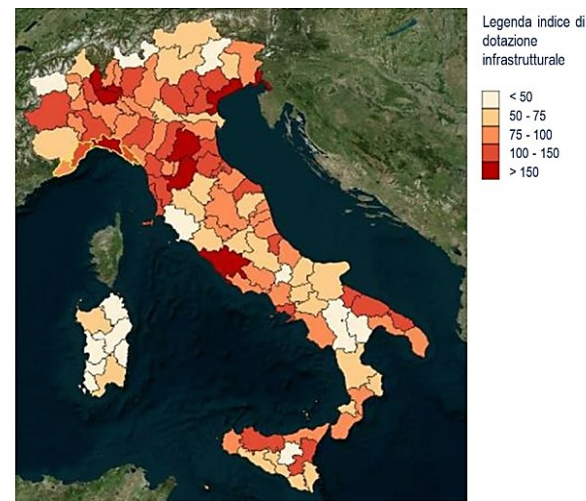 Legenda indice di
dotazione
infrastrutturale
< 50
50 - 75
75 - 100
100 - 150
> 150